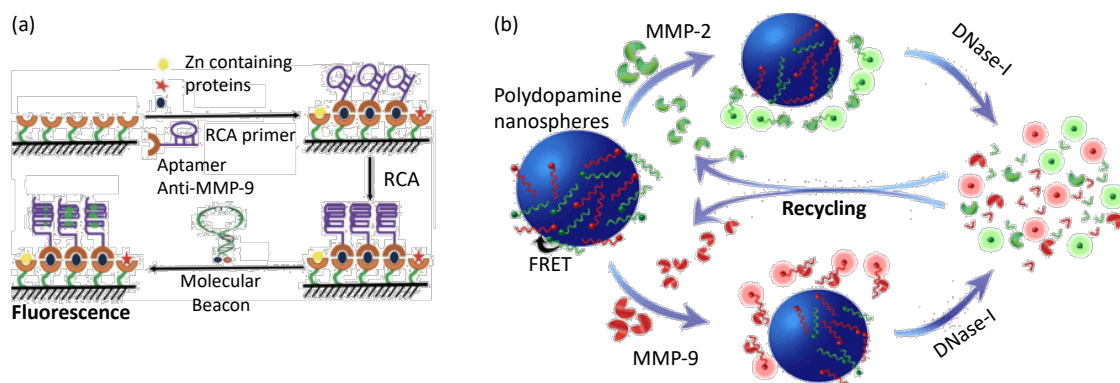 (a)
Zn containing
proteins
RCA primer
Aptamer
Anti-MMP-9
RCA
Molecular
Beacon
Fluorescence
(b)
MMP-2
DNase-I
Polydopamine
nanospheres
Recycling
FRET
MMP-9
DNase-I